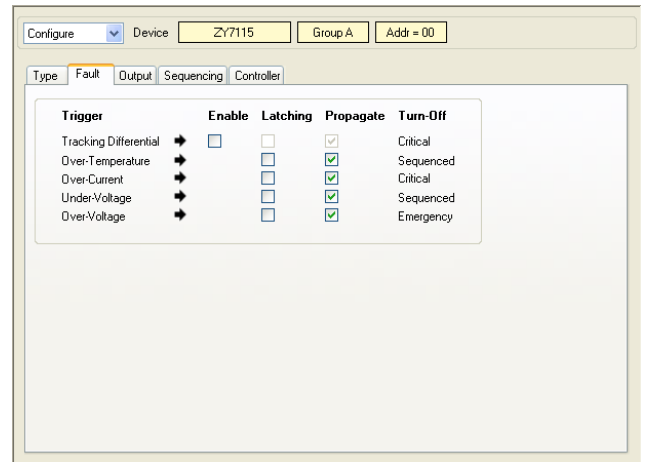 Configure Device ZY7115 Group A Addr = 00
Type Fault Output Sequencing Controller
Trigger Enable Latching Propagate Turn-Off
Tracking Differential Critical
Over-Temperature Sequenced
Over-Current Critical
Under-Voltage Sequenced
Over-Voltage Emergency